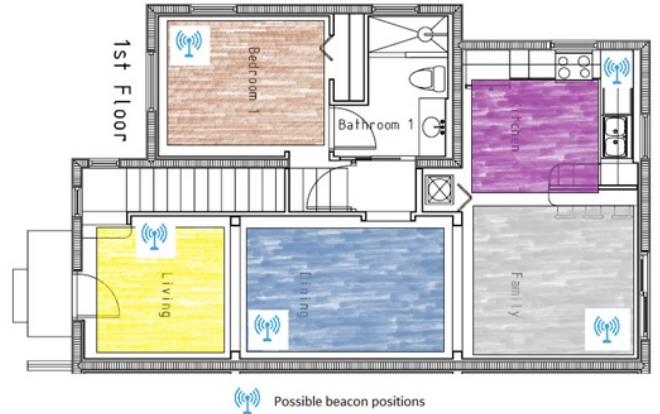 1st Floor
Bedroom 1
Bathroom 1
Kitchen
Living
Dining
Family
Possible beacon positions